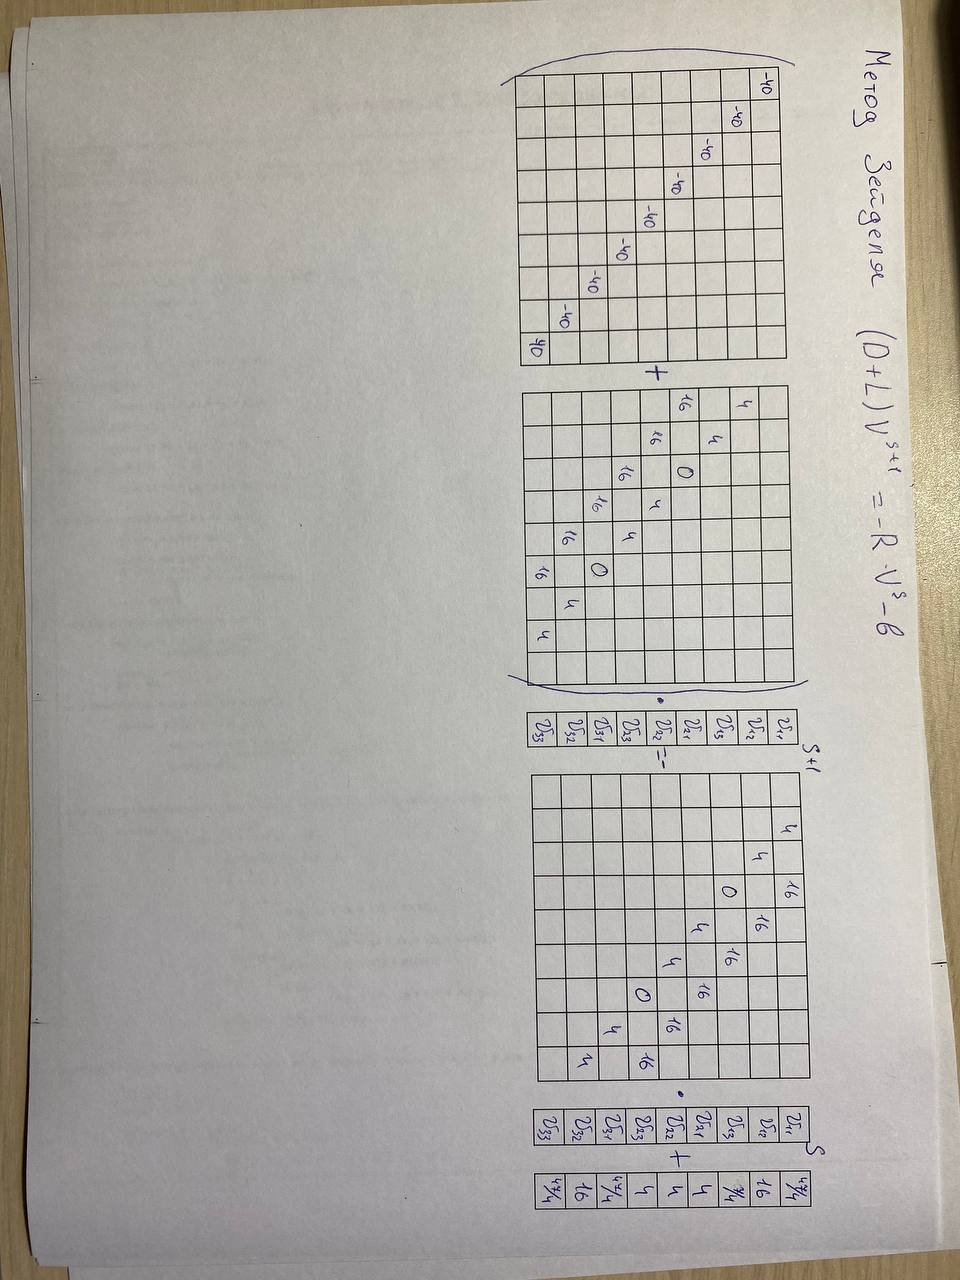 Метод Зейделя (D+L)V^{s+1} = -R·V^s - b
s+1 s
-40 v₁₁ 4 16 v₁₁ 47/4
-40 4 v₁₂ 4 16 v₁₂ 16
-40 4 v₁₃ 0 16 v₁₃ 7/4
-40 16 0 v₂₁ 4 16 v₂₁ 4
-40 + 16 4 · v₂₂ =- 4 16 · v₂₂ + 4
-40 16 4 v₂₃ 0 16 v₂₃ 4
-40 16 0 v₃₁ 4 v₃₁ 47/4
-40 16 4 v₃₂ 4 v₃₂ 16
40 16 4 v₃₃ v₃₃ 47/4